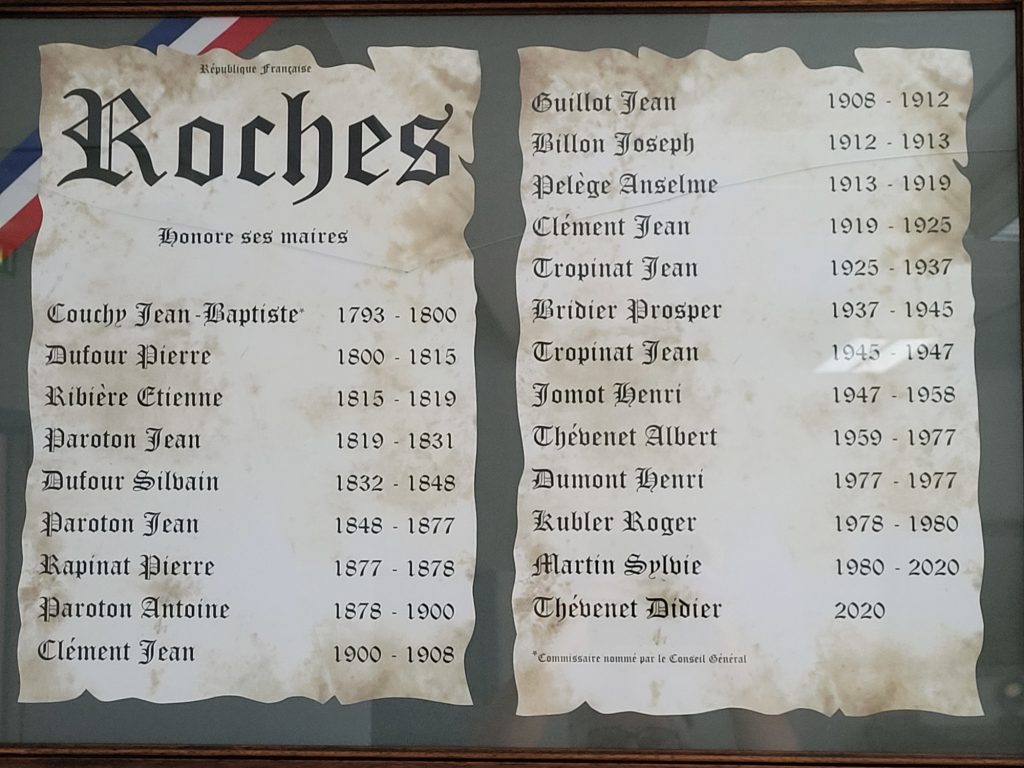 République Française
Roches
Honore ses maires
Couchy Jean-Baptiste* 1793 - 1800
Dufour Pierre 1800 - 1815
Ribière Etienne 1815 - 1819
Paroton Jean 1819 - 1831
Dufour Silvain 1832 - 1848
Paroton Jean 1848 - 1877
Rapinat Pierre 1877 - 1878
Paroton Antoine 1878 - 1900
Clément Jean 1900 - 1908
Guillot Jean 1908 - 1912
Billon Joseph 1912 - 1913
Pelège Anselme 1913 - 1919
Clément Jean 1919 - 1925
Tropinat Jean 1925 - 1937
Bridier Prosper 1937 - 1945
Tropinat Jean 1945 - 1947
Jomot Henri 1947 - 1958
Thévenet Albert 1959 - 1977
Dumont Henri 1977 - 1977
Kubler Roger 1978 - 1980
Martin Sylvie 1980 - 2020
Thévenet Didier 2020
*Commissaire nommé par le Conseil Général